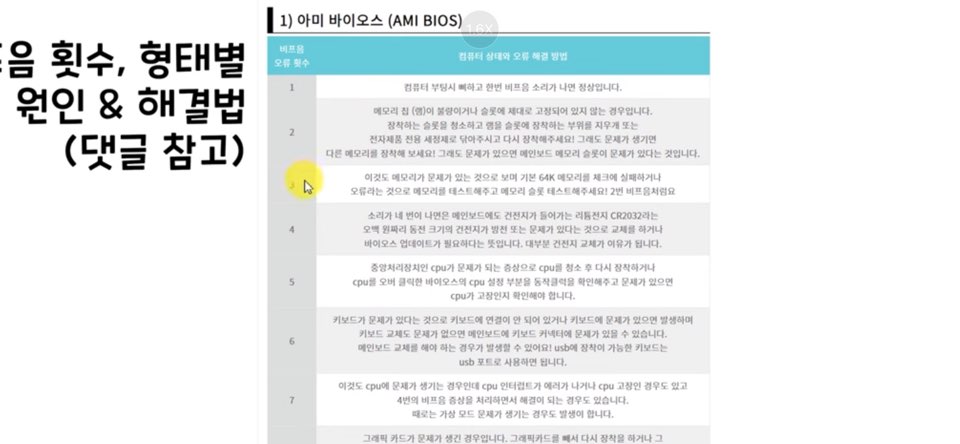 음 횟수, 형태별
원인 & 해결법
(댓글 참고)
1) 아미 바이오스 (AMI BIOS)
1.6X
비프음
오류 횟수
컴퓨터 상태와 오류 해결 방법
1
컴퓨터 부팅시 삐하고 한번 비프음 소리가 나면 정상입니다.
2
메모리 칩 (램)이 불량이거나 슬롯에 제대로 고정되어 있지 않는 경우입니다.
장착하는 슬롯을 청소하고 램을 슬롯에 장착하는 부위를 지우개 또는
전자제품 전용 세정제로 닦아주시고 다시 장착해주세요! 그래도 문제가 생기면
다른 메모리를 장착해 보세요! 그래도 문제가 있으면 메인보드 메모리 슬롯이 문제가 있다는 것입니다.
3
이것도 메모리가 문제가 있는 것으로 보며 기본 64K 메모리를 체크에 실패하거나
오류라는 것으로 메모리를 테스트해주고 메모리 슬롯 테스트해주세요! 2번 비프음처럼요
4
소리가 네 번이 나면은 메인보드에도 건전지가 들어가는 리튬전지 CR2032라는
오백 원짜리 동전 크기의 건전지가 방전 또는 문제가 있다는 것으로 교체를 하거나
바이오스 업데이트가 필요하다는 뜻입니다. 대부분 건전지 교체가 이유가 됩니다.
5
중앙처리장치인 cpu가 문제가 되는 증상으로 cpu를 청소 후 다시 장착하거나
cpu를 오버 클릭한 바이오스의 cpu 설정 부분을 동작클럭을 확인해주고 문제가 있으면
cpu가 고장인지 확인해야 합니다.
6
키보드가 문제가 있다는 것으로 키보드에 연결이 안 되어 있거나 키보드에 문제가 있으면 발생하며
키보드 교체도 문제가 없으면 메인보드에 키보드 커넥터에 문제가 있을 수 있습니다.
메인보드 교체를 해야 하는 경우가 발생할 수 있어요! usb에 장착이 가능한 키보드는
usb 포트로 사용하면 됩니다.
7
이것도 cpu에 문제가 생기는 경우인데 cpu 인터럽트가 에러가 나거나 cpu 고장인 경우도 있고
4번의 비프음 증상을 처리하면서 해결이 되는 경우도 있습니다.
때로는 가상 모드 문제가 생기는 경우도 발생이 합니다.
그래픽 카드가 문제가 생긴 경우입니다. 그래픽카드를 빼서 다시 장착을 하거나 그